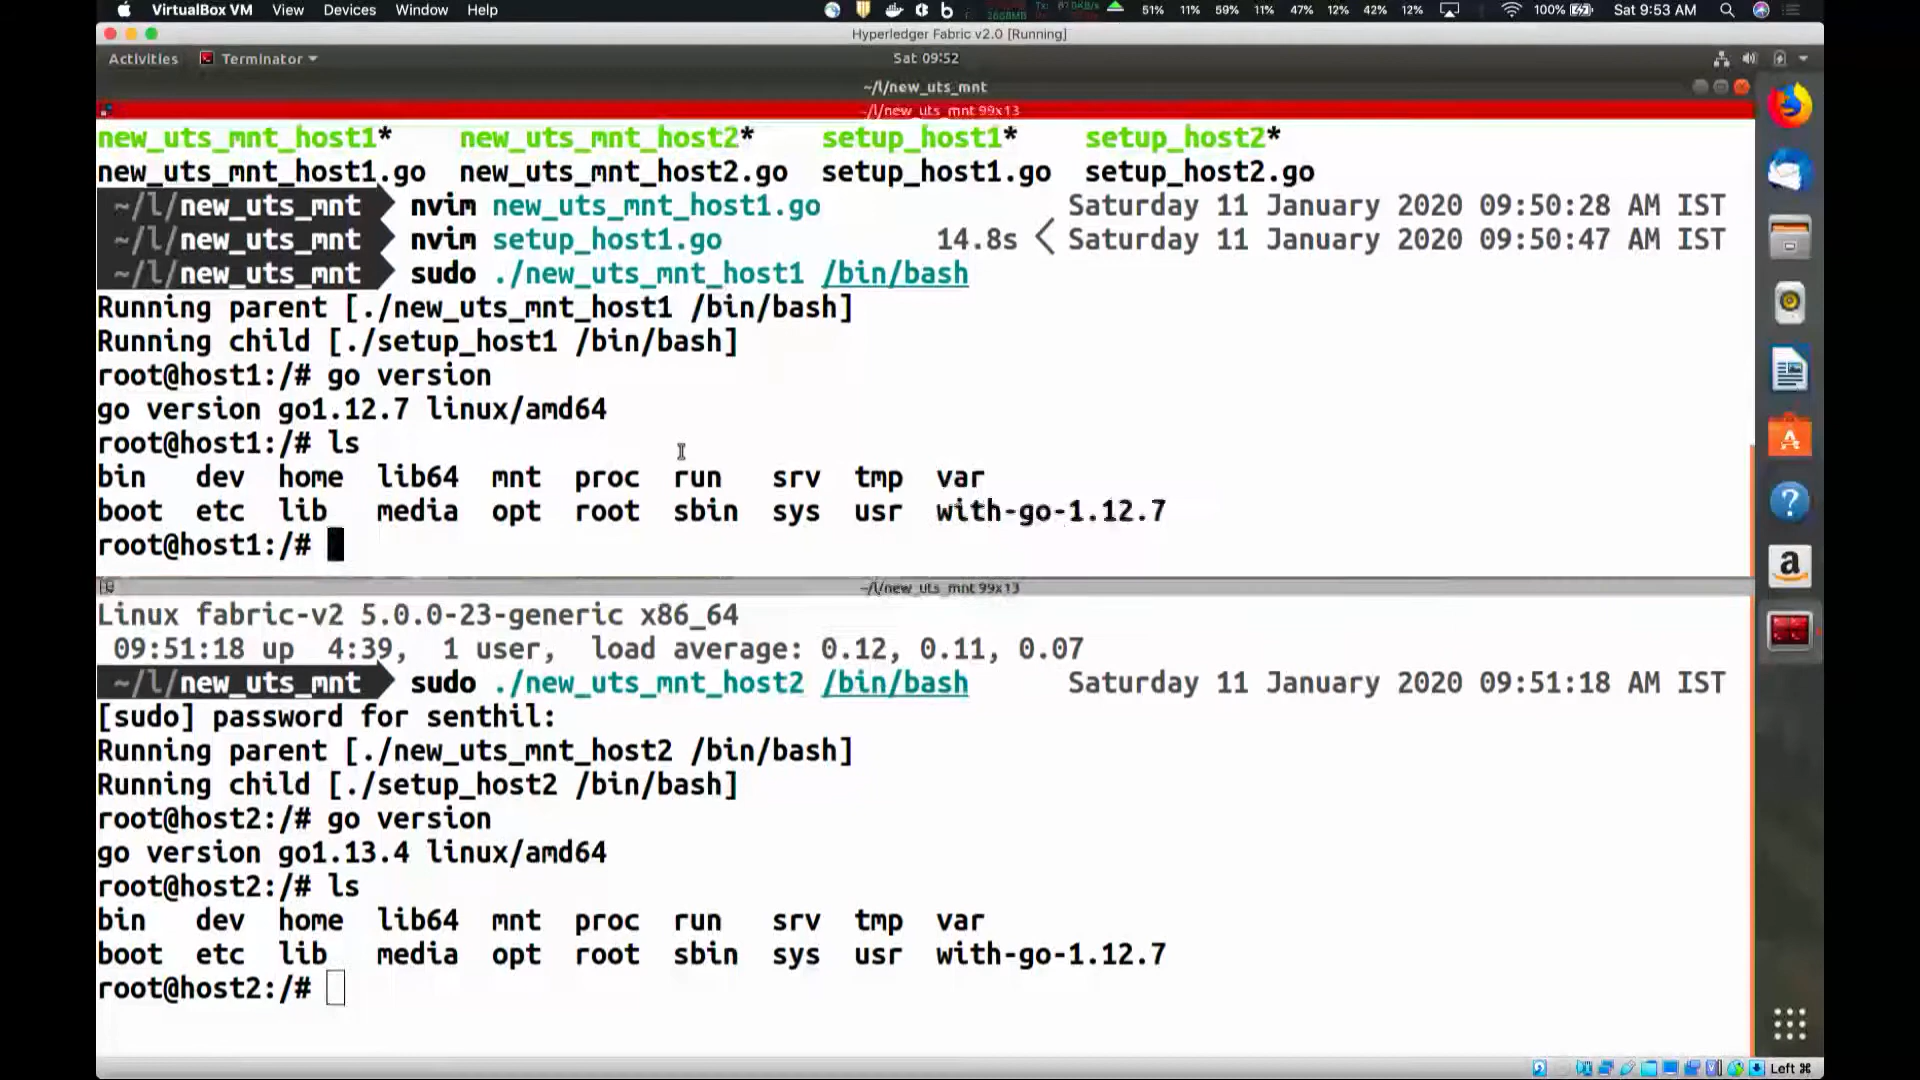 VirtualBox VM View Devices Window Help 51% 11% 59% 11% 47% 12% 42% 12% 100% Sat 9:53 AM
Hyperledger Fabric v2.0 [Running]
Activities Terminator Sat 09:52
~/l/new_uts_mnt
~/l/new_uts_mnt 99x13
new_uts_mnt_host1* new_uts_mnt_host2* setup_host1* setup_host2*
new_uts_mnt_host1.go new_uts_mnt_host2.go setup_host1.go setup_host2.go
~/l/new_uts_mnt nvim new_uts_mnt_host1.go Saturday 11 January 2020 09:50:28 AM IST
~/l/new_uts_mnt nvim setup_host1.go 14.8s < Saturday 11 January 2020 09:50:47 AM IST
~/l/new_uts_mnt sudo ./new_uts_mnt_host1 /bin/bash
Running parent [./new_uts_mnt_host1 /bin/bash]
Running child [./setup_host1 /bin/bash]
root@host1:/# go version
go version go1.12.7 linux/amd64
root@host1:/# ls
bin dev home lib64 mnt proc run srv tmp var
boot etc lib media opt root sbin sys usr with-go-1.12.7
root@host1:/#
~/l/new_uts_mnt 99x13
Linux fabric-v2 5.0.0-23-generic x86_64
09:51:18 up 4:39, 1 user, load average: 0.12, 0.11, 0.07
~/l/new_uts_mnt sudo ./new_uts_mnt_host2 /bin/bash Saturday 11 January 2020 09:51:18 AM IST
[sudo] password for senthil:
Running parent [./new_uts_mnt_host2 /bin/bash]
Running child [./setup_host2 /bin/bash]
root@host2:/# go version
go version go1.13.4 linux/amd64
root@host2:/# ls
bin dev home lib64 mnt proc run srv tmp var
boot etc lib media opt root sbin sys usr with-go-1.12.7
root@host2:/#
Left ⌘